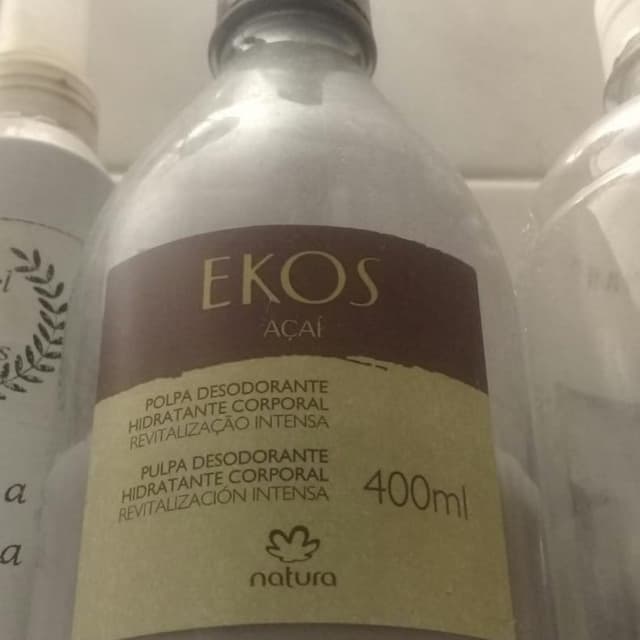 EKOS
AÇAÍ
POLPA DESODORANTE
HIDRATANTE CORPORAL
REVITALIZAÇÃO INTENSA
PULPA DESODORANTE
HIDRATANTE CORPORAL
REVITALIZACIÓN INTENSA
400ml
natura
a
a